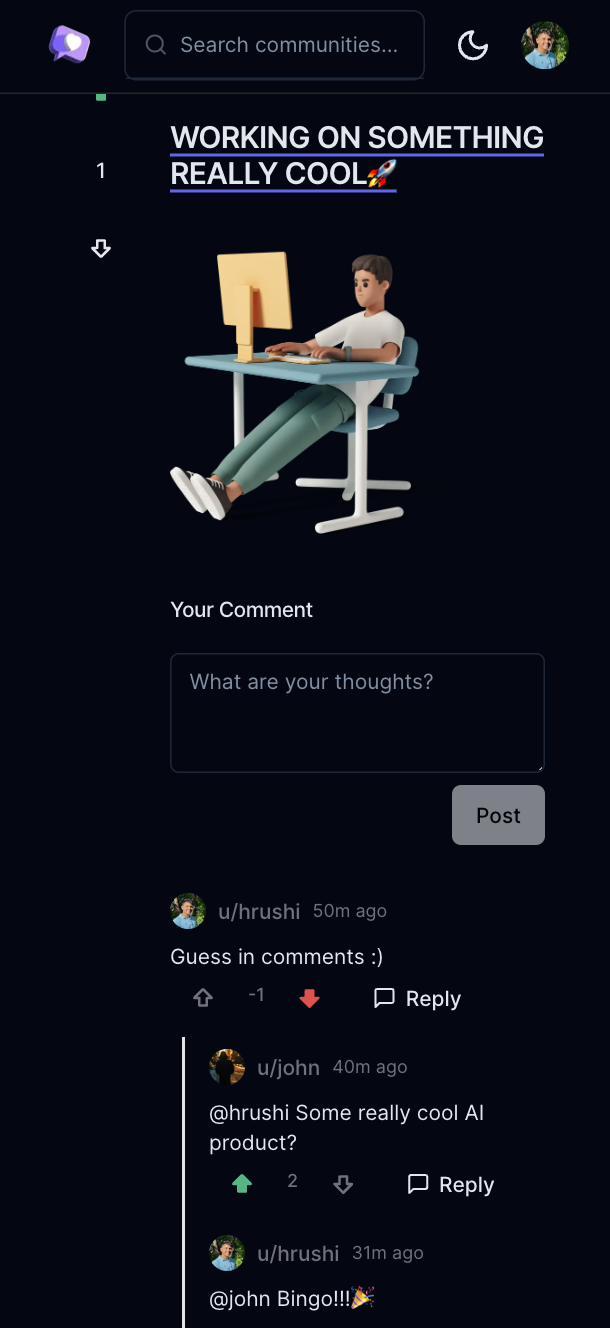 Search communities...
WORKING ON SOMETHING
REALLY COOL🚀
1
Your Comment
What are your thoughts?
Post
u/hrushi 50m ago
Guess in comments :)
-1 Reply
u/john 40m ago
@hrushi Some really cool AI
product?
2 Reply
u/hrushi 31m ago
@john Bingo!!!🎉